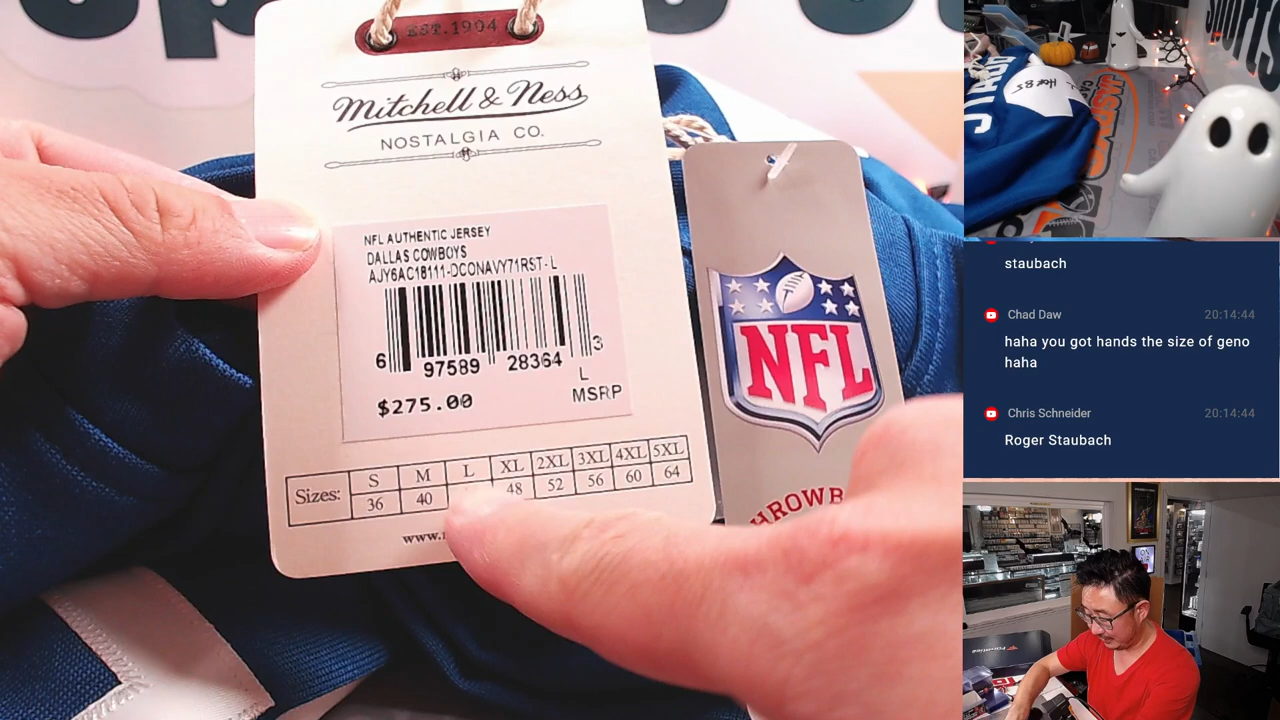 EST.1904
Mitchell & Ness
NOSTALGIA CO.
NFL AUTHENTIC JERSEY
DALLAS COWBOYS
AJY6AC18111-DCONAVY71RST-L
6 97589 28364 3
L
$275.00 MSRP
Sizes: S M L XL 2XL 3XL 4XL 5XL
36 40 48 52 56 60 64
www.
NFL
staubach
Chad Daw 20:14:44
haha you got hands the size of geno
haha
Chris Schneider 20:14:44
Roger Staubach